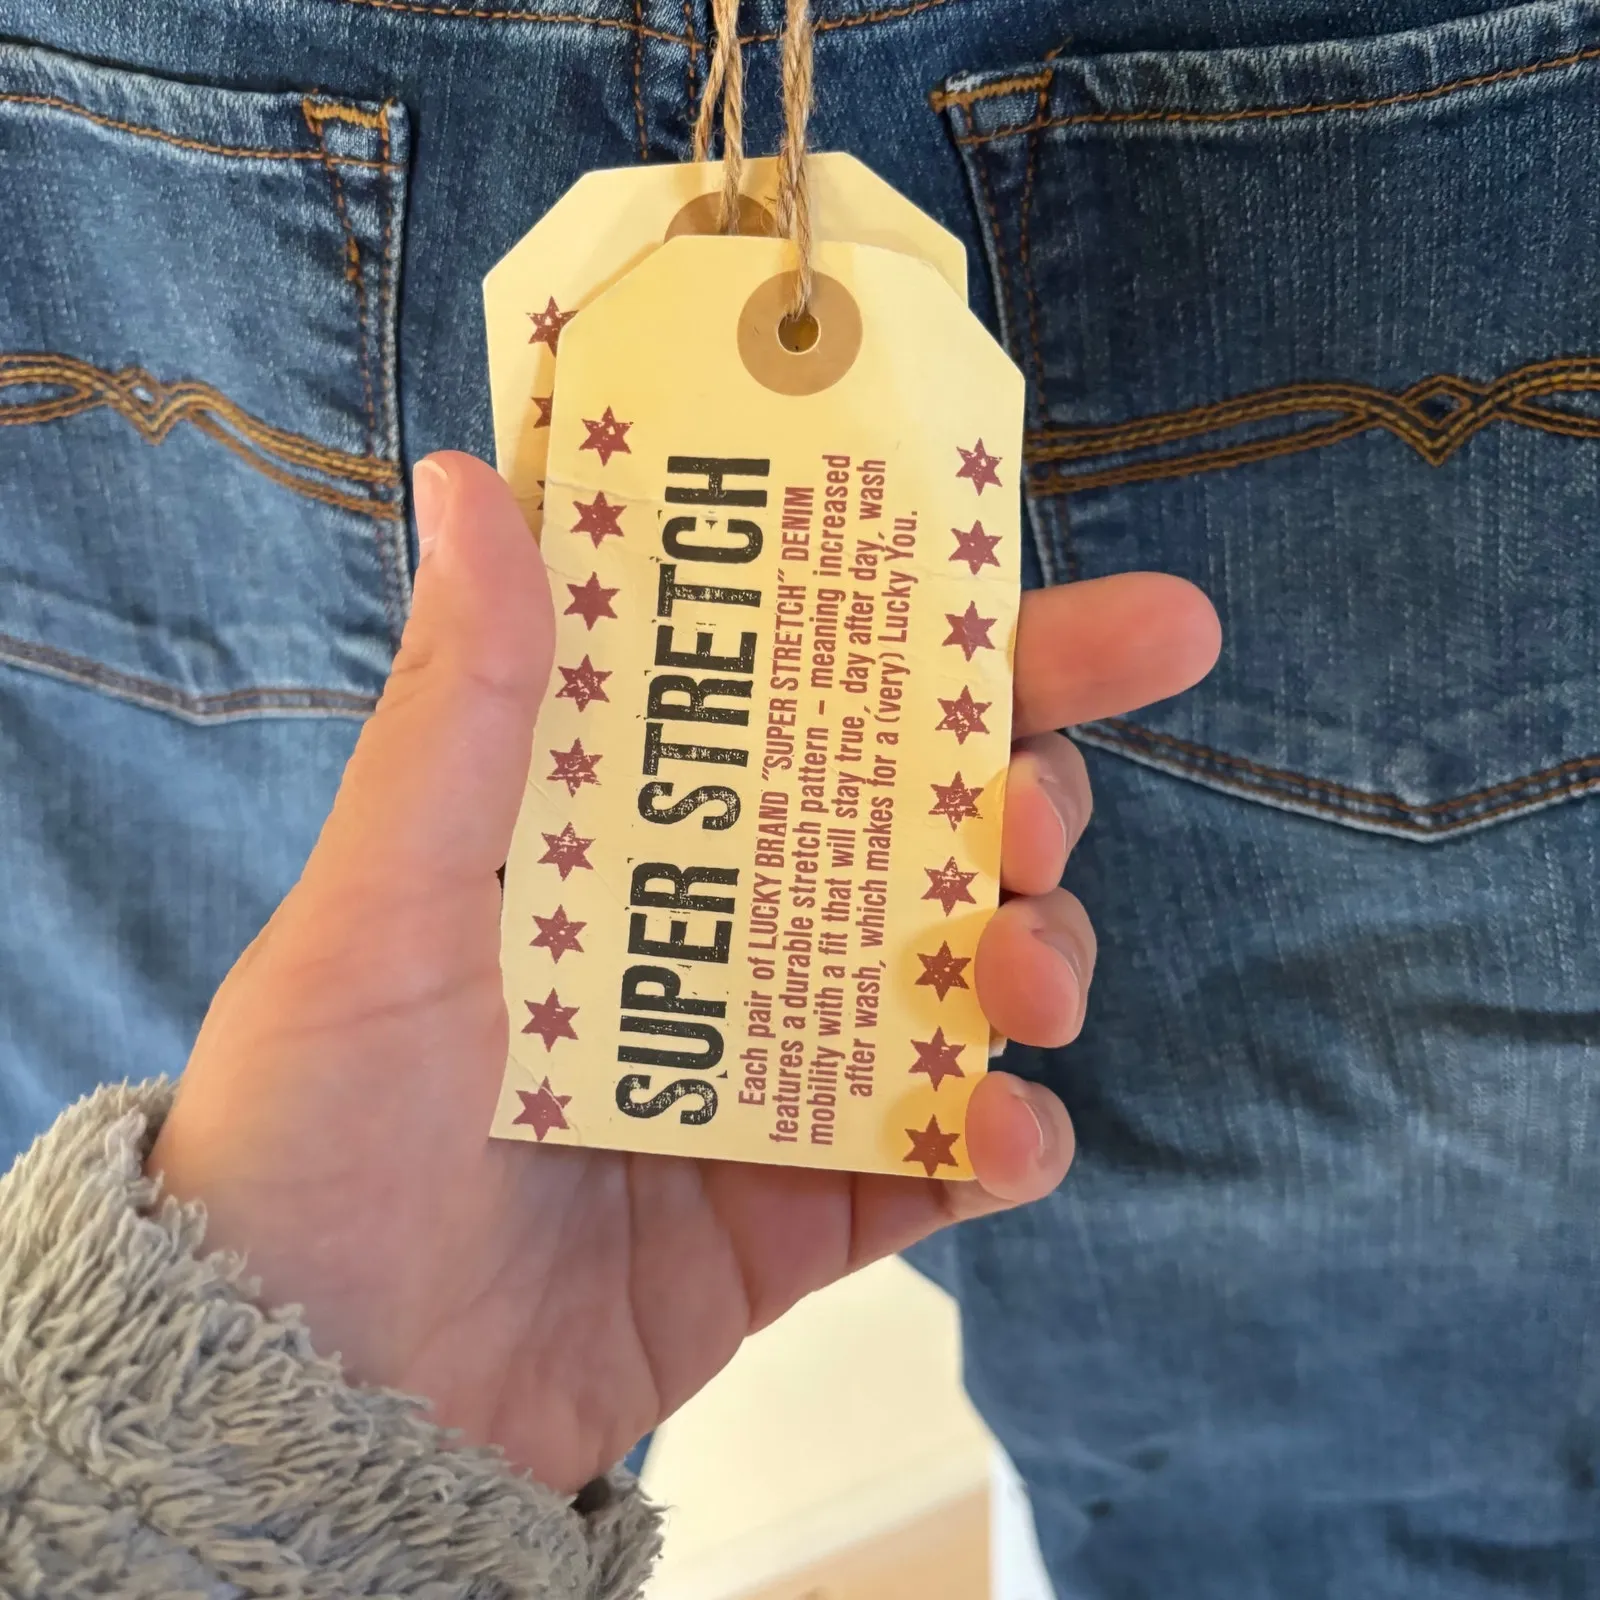 SUPER STRETCH
Each pair of LUCKY BRAND "SUPER STRETCH" DENIM
features a durable stretch pattern – meaning increased
mobility with a fit that will stay true, day after day, wash
after wash, which makes for a (very) Lucky You.